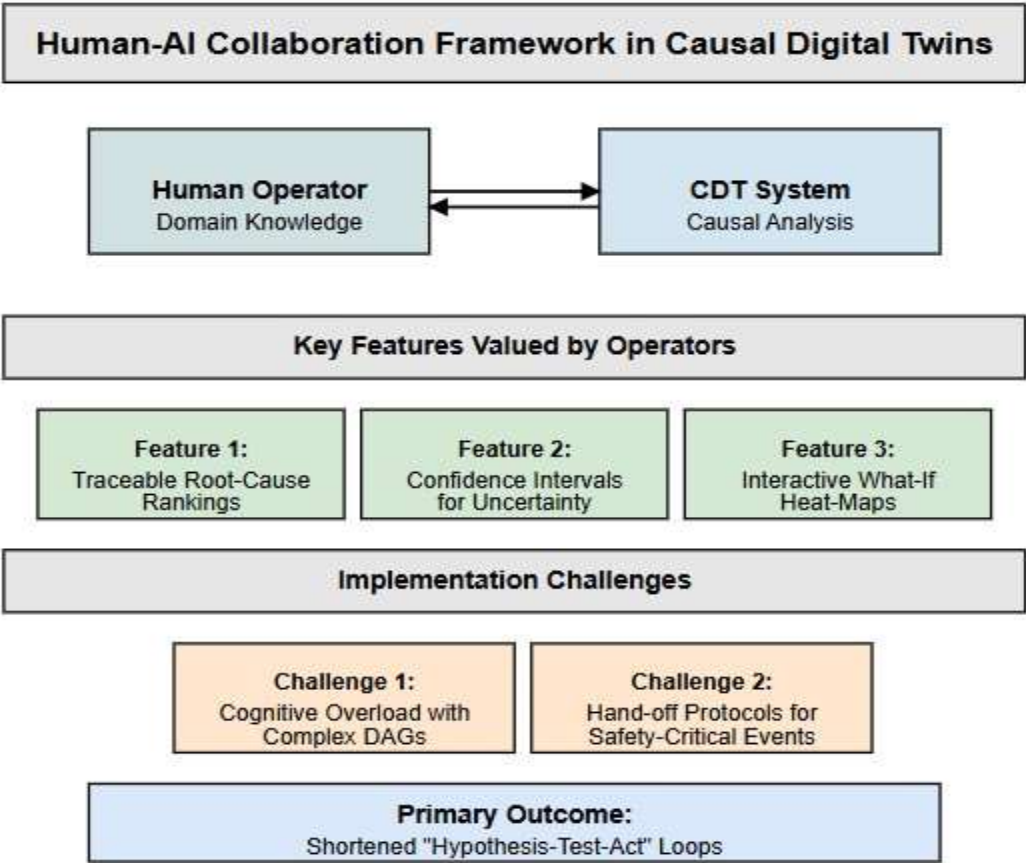 Human-AI Collaboration Framework in Causal Digital Twins
Human Operator
Domain Knowledge
CDT System
Causal Analysis
Key Features Valued by Operators
Feature 1:
Traceable Root-Cause
Rankings
Feature 2:
Confidence Intervals
for Uncertainty
Feature 3:
Interactive What-If
Heat-Maps
Implementation Challenges
Challenge 1:
Cognitive Overload with
Complex DAGs
Challenge 2:
Hand-off Protocols for
Safety-Critical Events
Primary Outcome:
Shortened "Hypothesis-Test-Act" Loops